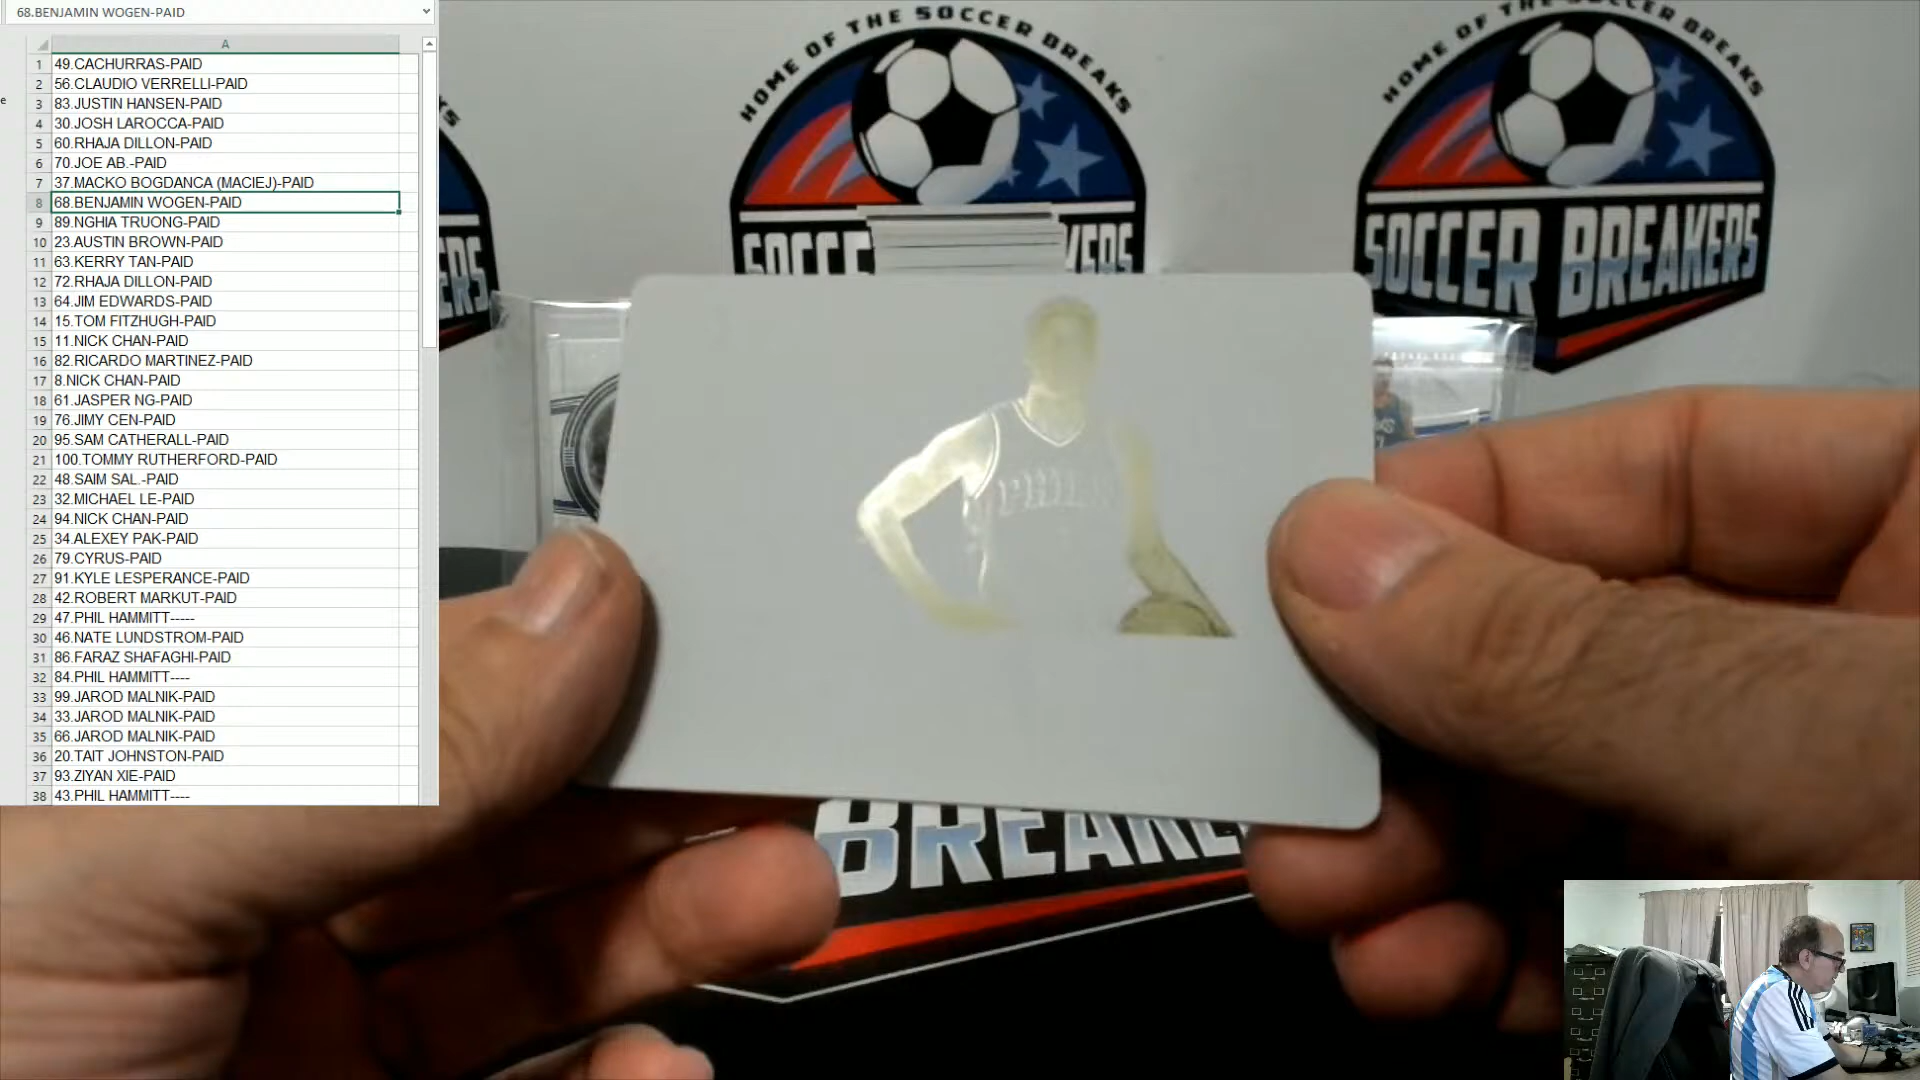 68.BENJAMIN WOGEN-PAID
A
1 49.CACHURRAS-PAID
2 56.CLAUDIO VERRELLI-PAID
3 83.JUSTIN HANSEN-PAID
4 30.JOSH LAROCCA-PAID
5 60.RHAJA DILLON-PAID
6 70.JOE AB.-PAID
7 37.MACKO BOGDANCA (MACIEJ)-PAID
8 68.BENJAMIN WOGEN-PAID
9 89.NGHIA TRUONG-PAID
10 23.AUSTIN BROWN-PAID
11 63.KERRY TAN-PAID
12 72.RHAJA DILLON-PAID
13 64.JIM EDWARDS-PAID
14 15.TOM FITZHUGH-PAID
15 11.NICK CHAN-PAID
16 82.RICARDO MARTINEZ-PAID
17 8.NICK CHAN-PAID
18 61.JASPER NG-PAID
19 76.JIMY CEN-PAID
20 95.SAM CATHERALL-PAID
21 100.TOMMY RUTHERFORD-PAID
22 48.SAIM SAL.-PAID
23 32.MICHAEL LE-PAID
24 94.NICK CHAN-PAID
25 34.ALEXEY PAK-PAID
26 79.CYRUS-PAID
27 91.KYLE LESPERANCE-PAID
28 42.ROBERT MARKUT-PAID
29 47.PHIL HAMMITT-----
30 46.NATE LUNDSTROM-PAID
31 86.FARAZ SHAFAGHI-PAID
32 84.PHIL HAMMITT----
33 99.JAROD MALNIK-PAID
34 33.JAROD MALNIK-PAID
35 66.JAROD MALNIK-PAID
36 20.TAIT JOHNSTON-PAID
37 93.ZIYAN XIE-PAID
38 43.PHIL HAMMITT----
HOME OF THE SOCCER BREAKS
HOME OF THE SOCCER BREAKS
SOCCER BREAKERS